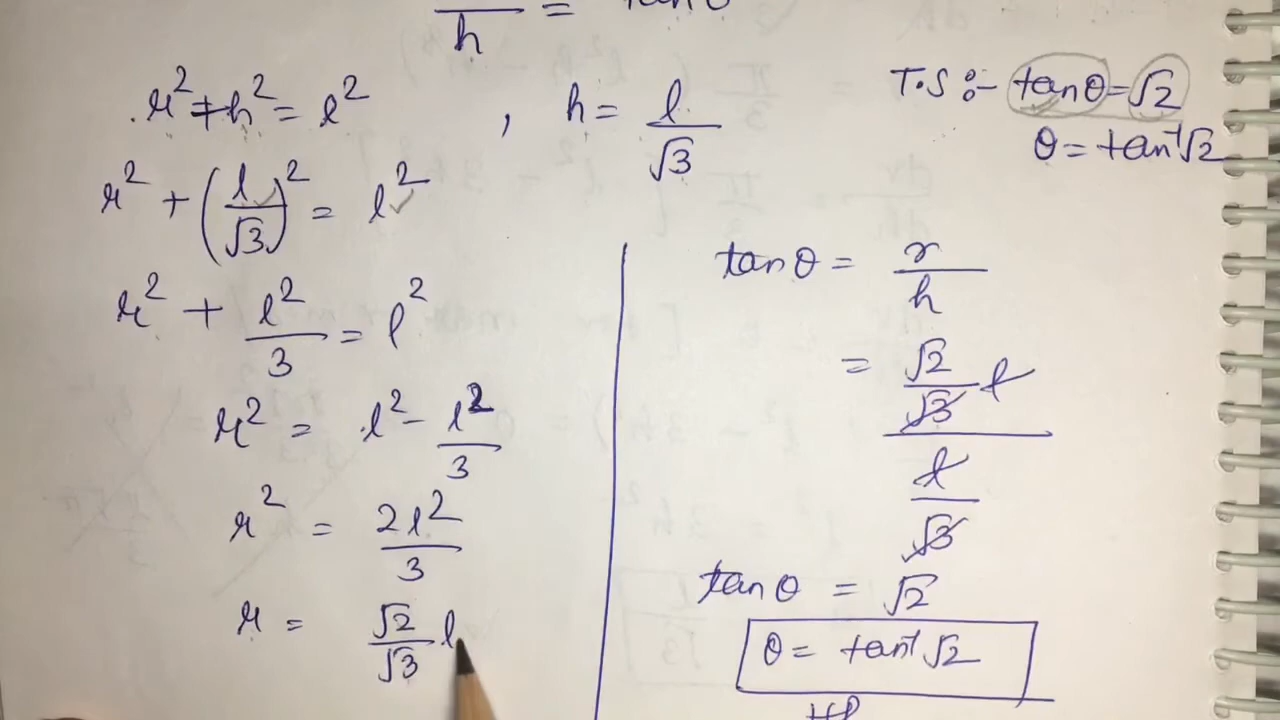 /h = tanθ
r² + h² = l² , h = l/√3
T.S :- tanθ = √2
θ = tan⁻¹√2
r² + (l/√3)² = l²
r² + l²/3 = l²
r² = l² - l²/3
r² = 2l²/3
r = √2/√3 l
tanθ = r/h
= (√2/√3 l)/(l/√3)
tanθ = √2
θ = tan⁻¹√2